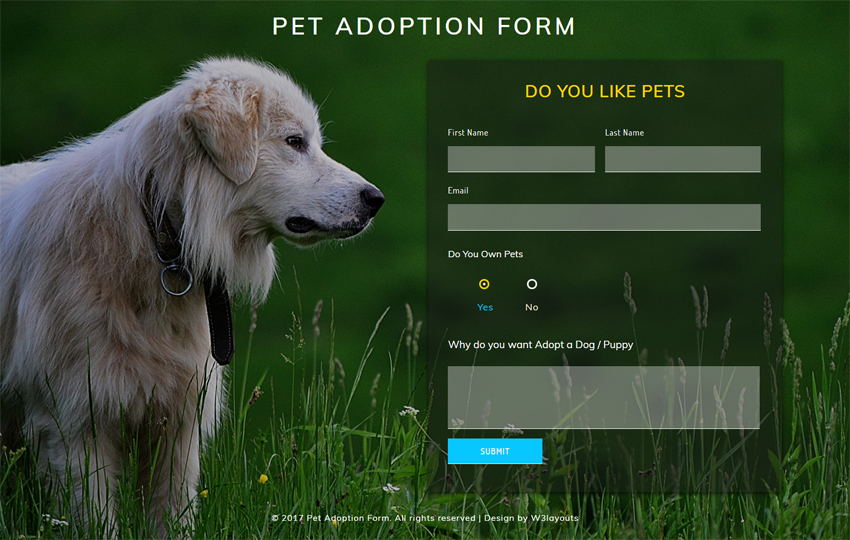 PET ADOPTION FORM
DO YOU LIKE PETS
First Name Last Name
Email
Do You Own Pets
Yes No
Why do you want Adopt a Dog / Puppy
SUBMIT
© 2017 Pet Adoption Form. All rights reserved | Design by W3layouts